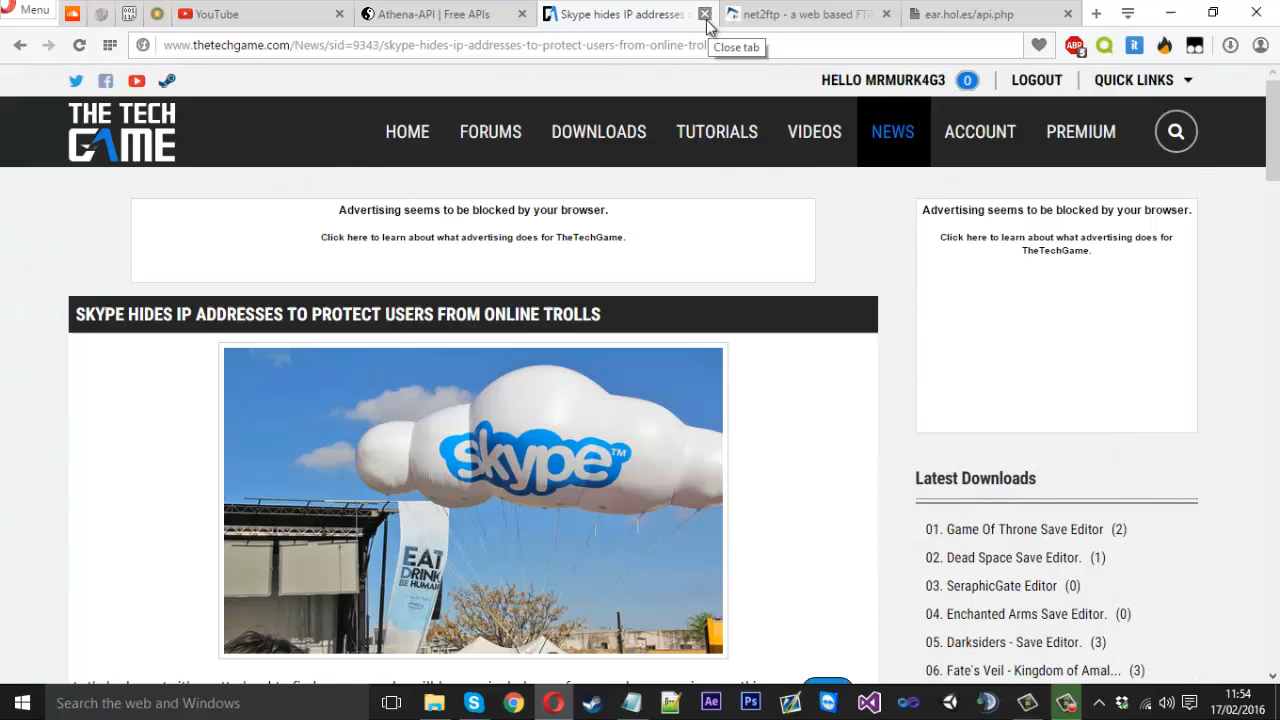 Menu
YouTube
Athena-API | Free APIs
Skype hides IP addresses
net2ftp - a web based FTP
ear.hol.es/api.php
www.thetechgame.com/News/sid=9343/skype-hides-ip-addresses-to-protect-users-from-online-trol
Close tab
HELLO MRMURK4G3 0 | LOGOUT | QUICK LINKS
THE TECH GAME
HOME FORUMS DOWNLOADS TUTORIALS VIDEOS NEWS ACCOUNT PREMIUM
Advertising seems to be blocked by your browser.
Click here to learn about what advertising does for TheTechGame.
Advertising seems to be blocked by your browser.
Click here to learn about what advertising does for
TheTechGame.
SKYPE HIDES IP ADDRESSES TO PROTECT USERS FROM ONLINE TROLLS
skype™
EAT
DRINK
BE HUMAN
Latest Downloads
01. Game Of Throne Save Editor (2)
02. Dead Space Save Editor. (1)
03. SeraphicGate Editor (0)
04. Enchanted Arms Save Editor. (0)
05. Darksiders - Save Editor. (3)
06. Fate's Veil - Kingdom of Amal... (3)
Search the web and Windows
11:54
17/02/2016